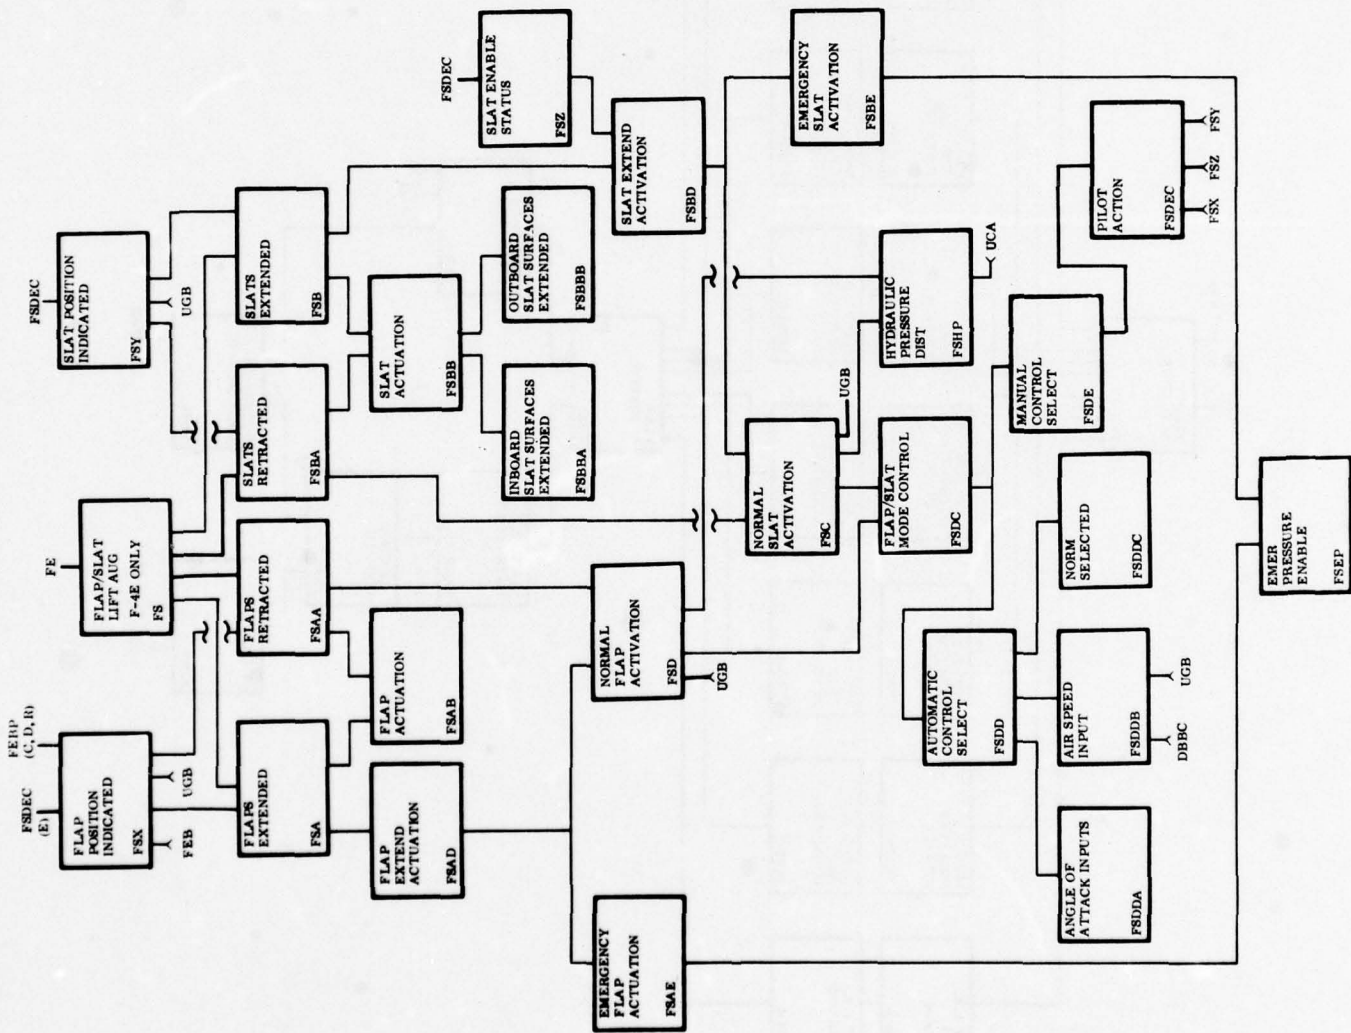 FSDEC
(E)
FEBP
(C, D, R)
FE
FSDEC
FSDEC
FLAP
POSITION
INDICATED
FSX
FEB
UGB
FLAP/SLAT
LIFT AUG
F-4E ONLY
FS
SLAT POSITION
INDICATED
FSY
UGB
SLAT ENABLE
STATUS
FSZ
FLAPS
EXTENDED
FSA
FLAPS
RETRACTED
FSAA
SLATS
RETRACTED
FSBA
SLATS
EXTENDED
FSB
FLAP
EXTEND
ACTUATION
FSAD
FLAP
ACTUATION
FSAB
SLAT
ACTUATION
FSBB
INBOARD
SLAT SURFACES
EXTENDED
FSBBA
OUTBOARD
SLAT SURFACES
EXTENDED
FSBBB
SLAT EXTEND
ACTIVATION
FSBD
EMERGENCY
FLAP
ACTUATION
FSAE
NORMAL
FLAP
ACTIVATION
FSD
UGB
NORMAL
SLAT
ACTIVATION
FSC
UGB
EMERGENCY
SLAT
ACTIVATION
FSBE
FLAP/SLAT
MODE CONTROL
FSDC
HYDRAULIC
PRESSURE
DIST
FSHP
UCA
AUTOMATIC
CONTROL
SELECT
FSDD
MANUAL
CONTROL
SELECT
FSDE
PILOT
ACTION
FSDEC
FSX
FSZ
FSY
ANGLE OF
ATTACK INPUTS
FSDDA
AIR SPEED
INPUT
FSDDB
DBBC
UGB
NORM
SELECTED
FSDDC
EMER
PRESSURE
ENABLE
FSEP